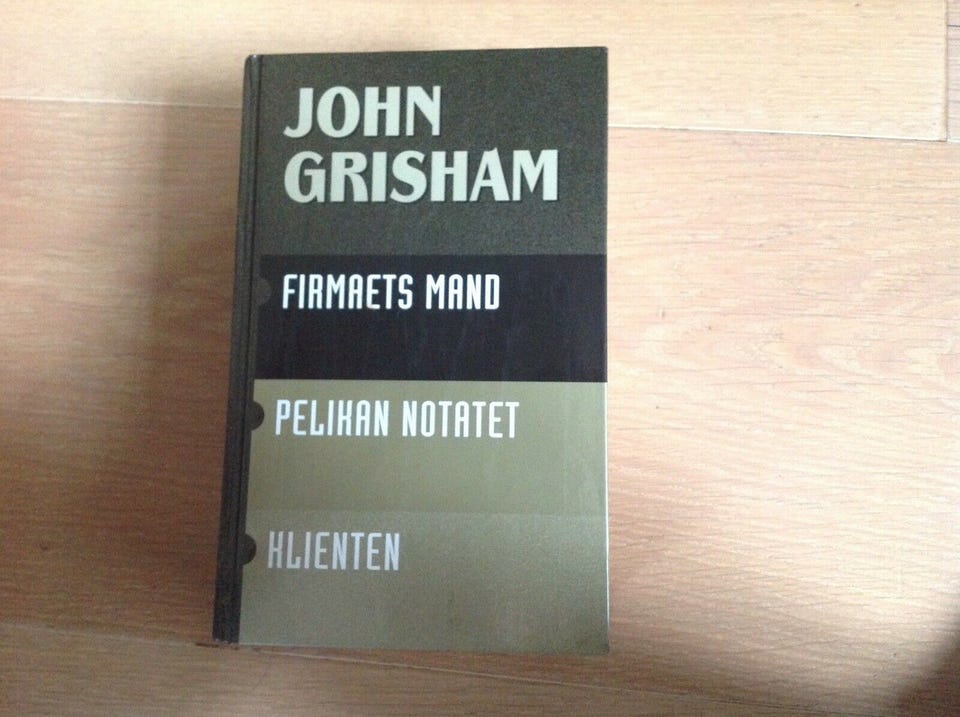 JOHN
GRISHAM
FIRMAETS MAND
PELIKAN NOTATET
KLIENTEN